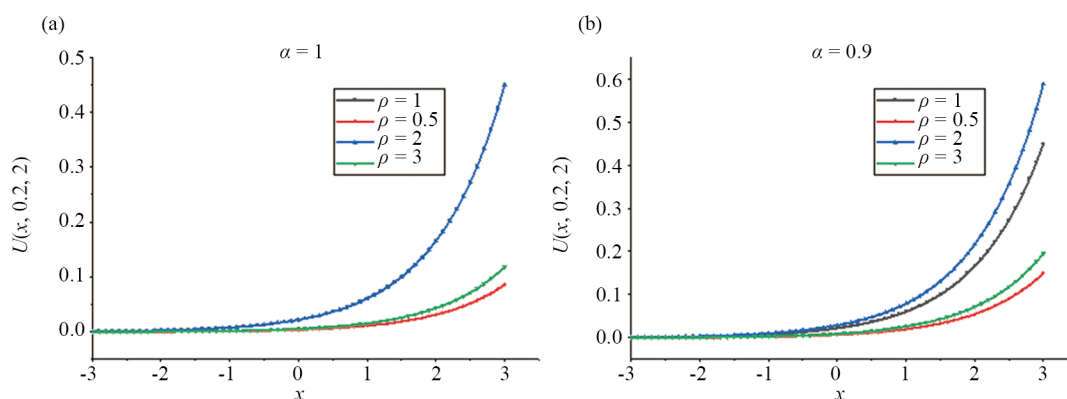 (a)
α = 1
0.5
0.4
0.3
0.2
0.1
0.0
U(x, 0.2, 2)
ρ = 1
ρ = 0.5
ρ = 2
ρ = 3
-3 -2 -1 0 1 2 3
x
(b)
α = 0.9
0.6
0.5
0.4
0.3
0.2
0.1
0.0
U(x, 0.2, 2)
ρ = 1
ρ = 0.5
ρ = 2
ρ = 3
-3 -2 -1 0 1 2 3
x